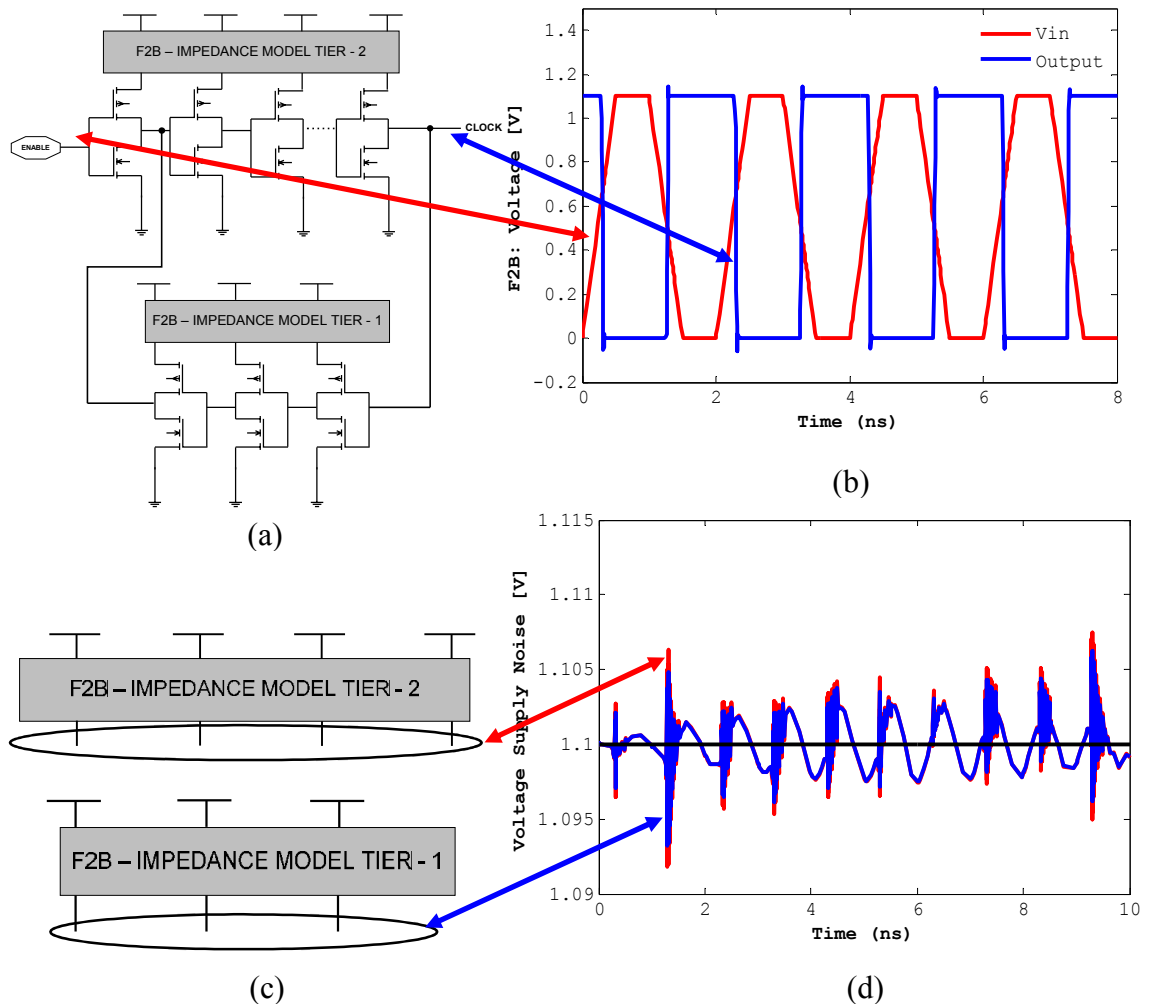 F2B – IMPEDANCE MODEL TIER - 2
ENABLE
CLOCK
F2B – IMPEDANCE MODEL TIER - 1
(a)
F2B: Voltage [V]
1.4
1.2
1
0.8
0.6
0.4
0.2
0
-0.2
Vin
Output
0 2 4 6 8
Time (ns)
(b)
F2B – IMPEDANCE MODEL TIER - 2
F2B – IMPEDANCE MODEL TIER - 1
(c)
Voltage Supply Noise [V]
1.115
1.11
1.105
1.1
1.095
1.09
0 2 4 6 8 10
Time (ns)
(d)